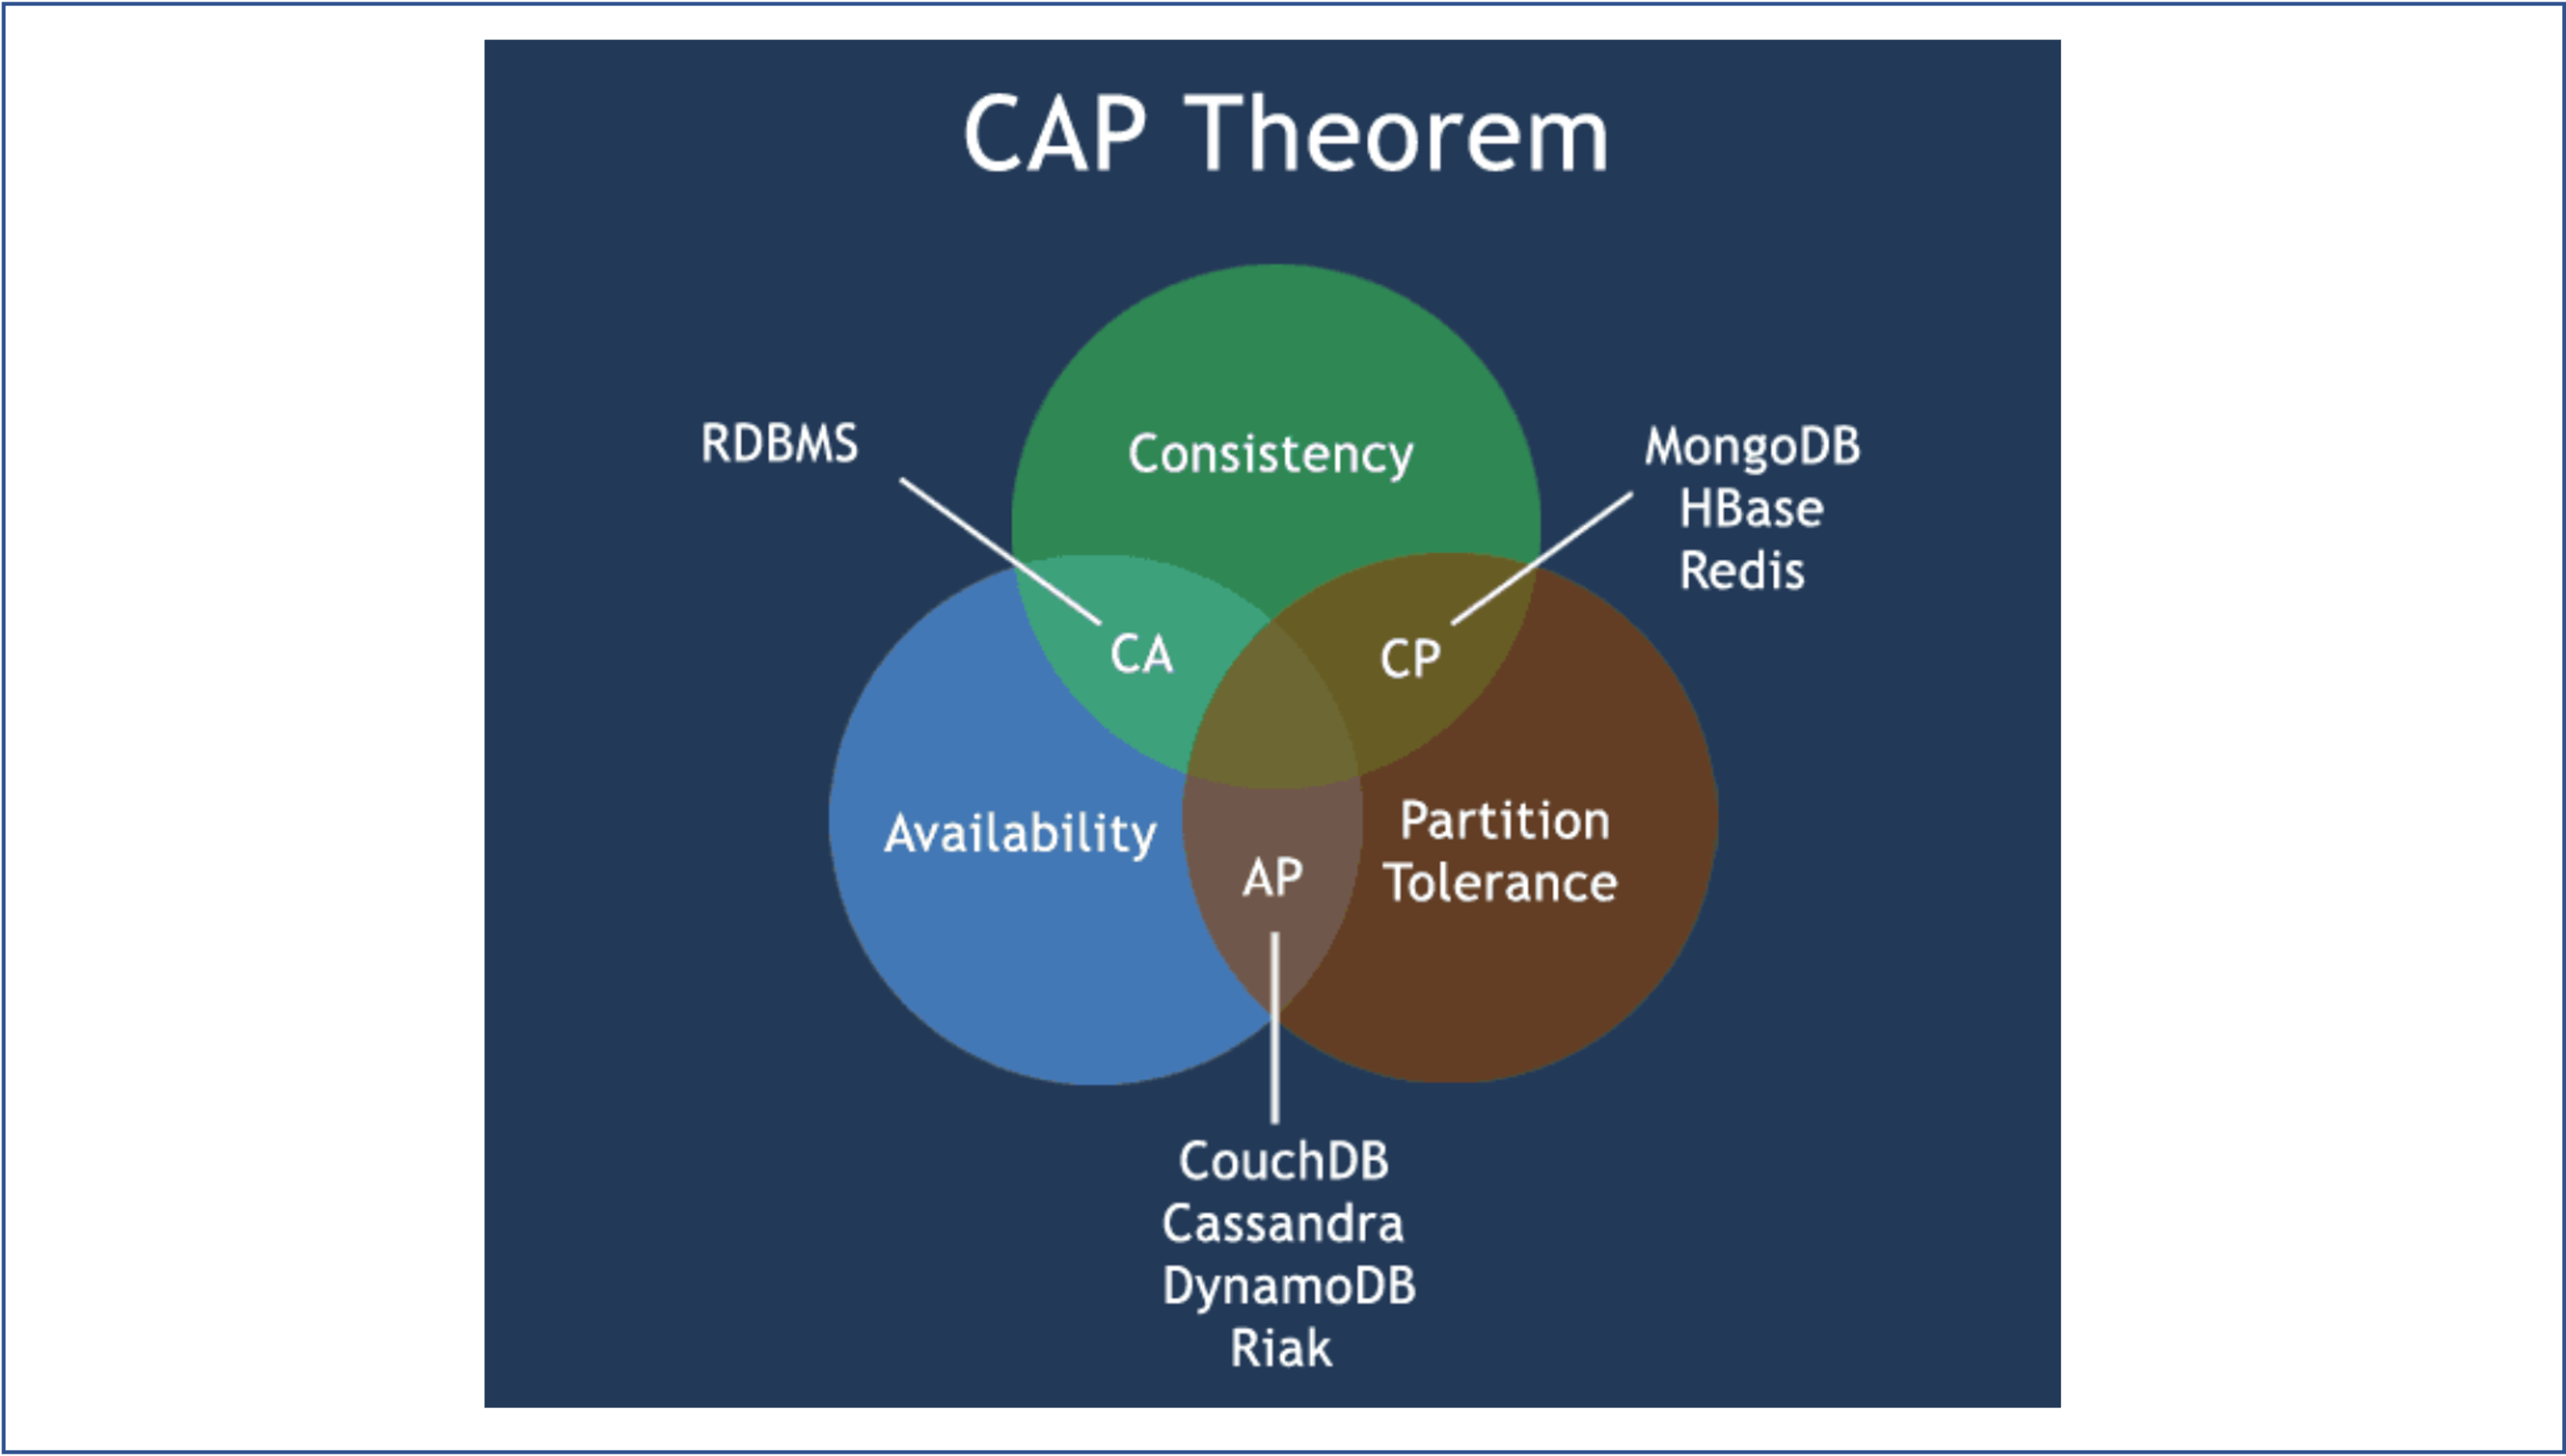 CAP Theorem
Consistency
RDBMS
MongoDB
HBase
Redis
CA
CP
Availability
Partition
Tolerance
AP
CouchDB
Cassandra
DynamoDB
Riak